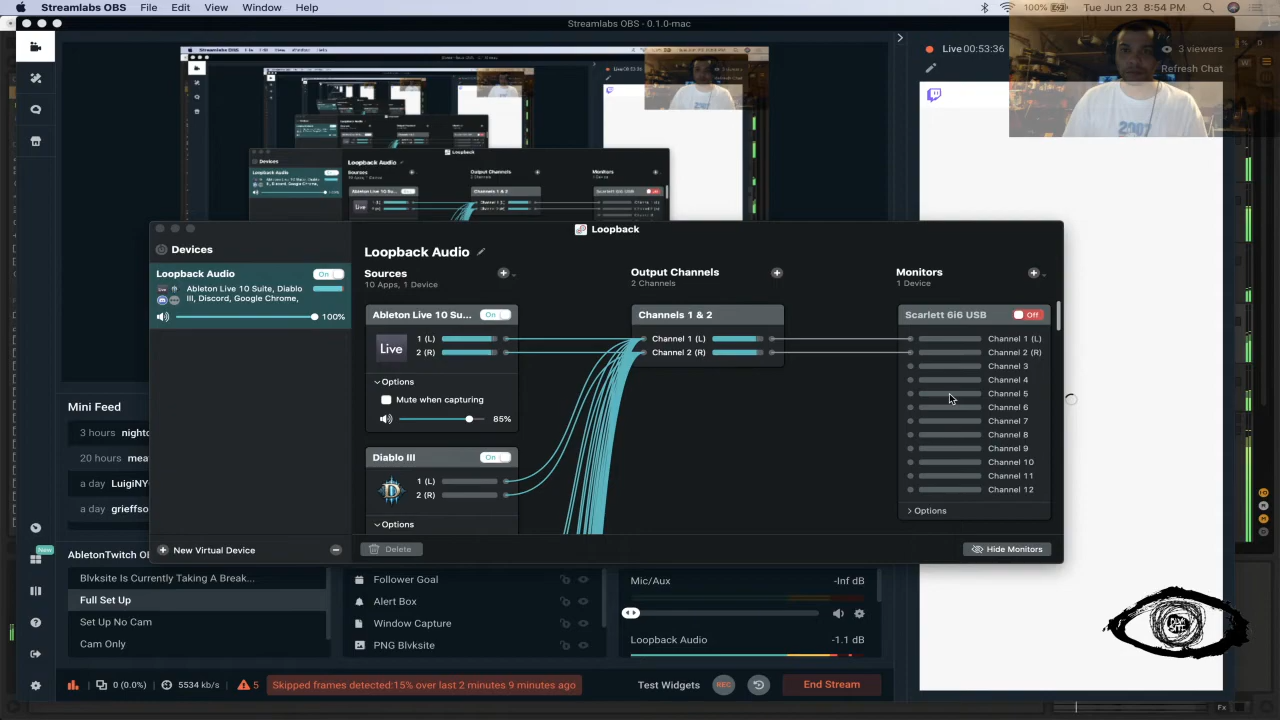 Streamlabs OBS File Edit View Window Help
100% Tue Jun 23 8:54 PM
Streamlabs OBS - 0.1.0-mac
Live 00:53:36
3 viewers
Refresh Chat
2007
Loopback
Devices
Loopback Audio
On
Ableton Live 10 Suite, Diablo
III, Discord, Google Chrome,
100%
New Virtual Device
Loopback Audio
Sources
10 Apps, 1 Device
Ableton Live 10 Su...
On
Live
1 (L)
2 (R)
Options
Mute when capturing
85%
Diablo III
On
1 (L)
2 (R)
Options
Delete
Output Channels
2 Channels
Channels 1 & 2
Channel 1 (L)
Channel 2 (R)
Monitors
1 Device
Scarlett 6i6 USB
Off
Channel 1 (L)
Channel 2 (R)
Channel 3
Channel 4
Channel 5
Channel 6
Channel 7
Channel 8
Channel 9
Channel 10
Channel 11
Channel 12
Options
Hide Monitors
Mini Feed
3 hours
20 hours
a day LuigiNY
a day grieffso
New
AbletonTwitch
Blvksite Is Currently Taking A Break...
Full Set Up
Set Up No Cam
Cam Only
Follower Goal
Alert Box
Window Capture
PNG Blvksite
Mic/Aux
-Inf dB
Loopback Audio
-1.1 dB
0 (0.0%)
5534 kb/s
5
Skipped frames detected:15% over last 2 minutes 9 minutes ago
Test Widgets
REC
End Stream
BLVK
SITE
Fx